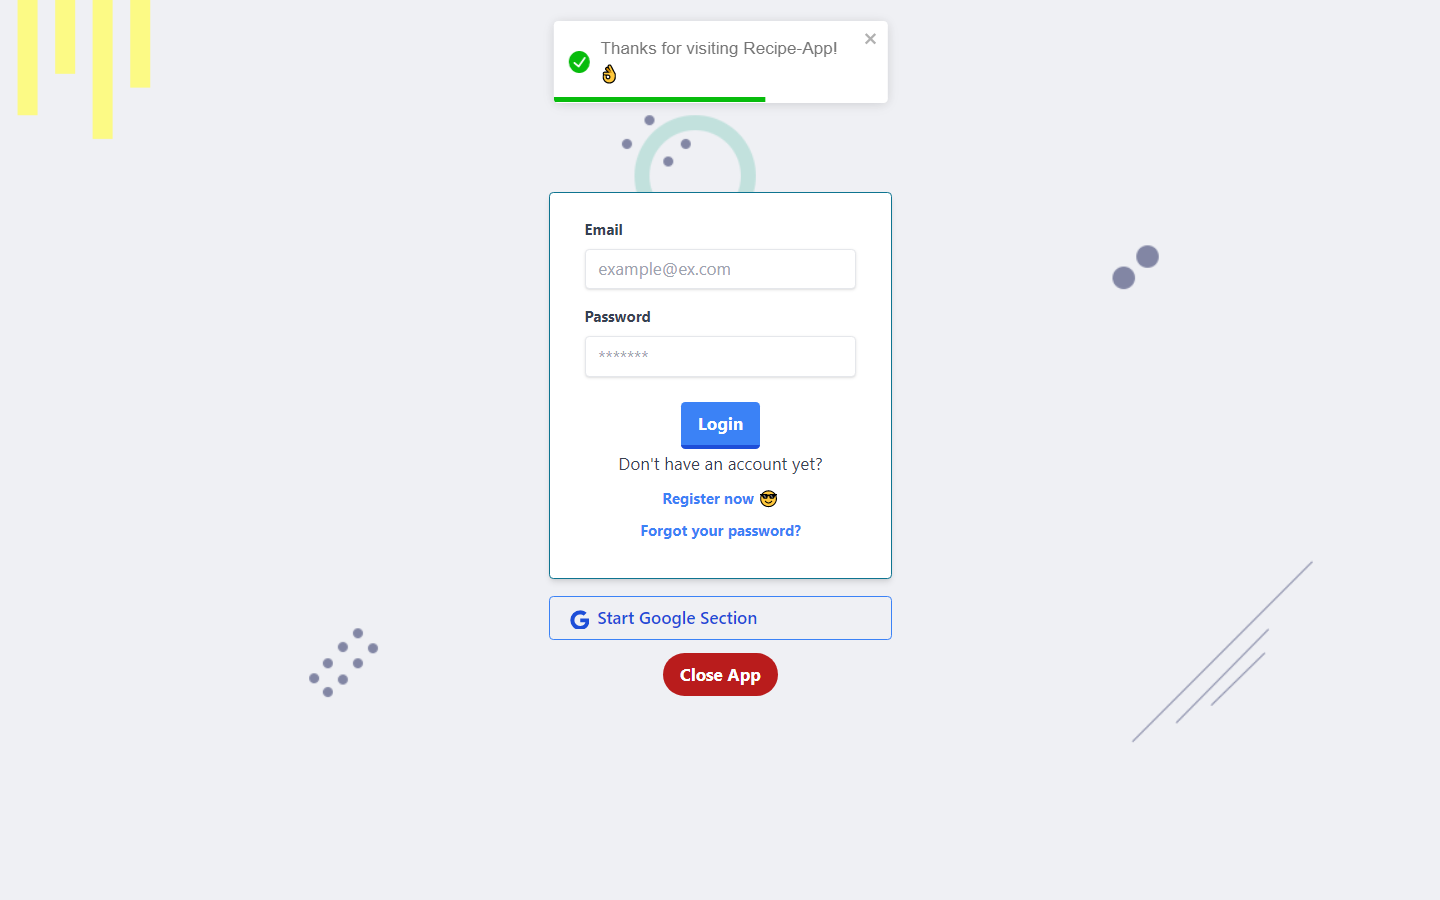 Thanks for visiting Recipe-App!
👌
Email
example@ex.com
Password
*******
Login
Don't have an account yet?
Register now 😎
Forgot your password?
Start Google Section
Close App